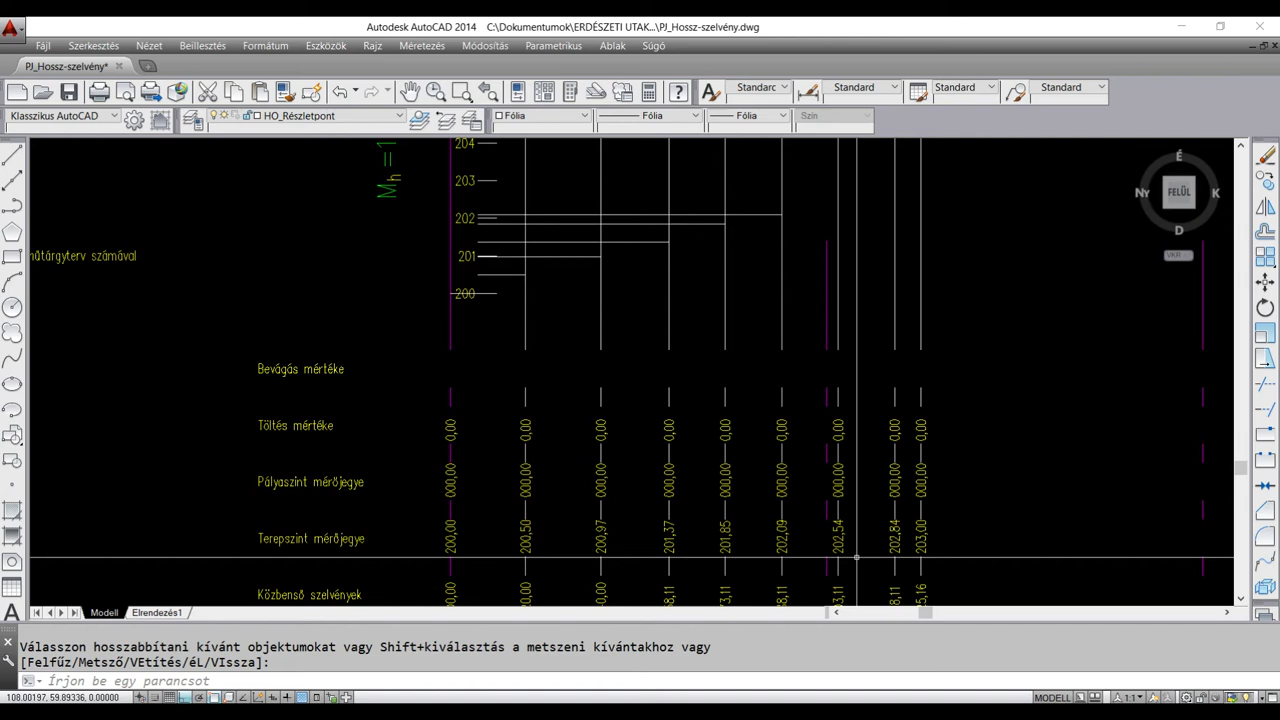 Autodesk AutoCAD 2014 C:\Dokumentumok\ERDÉSZETI UTAK...\PJ_Hossz-szelvény.dwg
Fájl Szerkesztés Nézet Beillesztés Formátum Eszközök Rajz Méretezés Módosítás Parametrikus Ablak Súgó
PJ_Hossz-szelvény*
Standard Standard Standard Standard
Klasszikus AutoCAD HO_Részletpont Fólia Fólia Fólia Szín
204
203
202
201
200
Mh =1
műtárgyterv számával
É
NY FELÜL K
D
VKR
Bevágás mértéke
Töltés mértéke 0,00 0,00 0,00 0,00 0,00 0,00 0,00 0,00 0,00
Pályaszint mérőjegye 000,00 000,00 000,00 000,00 000,00 000,00 000,00 000,00 000,00
Terepszint mérőjegye 200,00 200,50 200,97 201,37 201,85 202,09 202,54 202,84 203,00
Közbenső szelvények
Modell Elrendezés1
Válasszon hosszabbítani kívánt objektumokat vagy Shift+kiválasztás a metszeni kívántakhoz vagy
[Felfűz/Metsző/VEtítés/éL/VIssza]:
Írjon be egy parancsot
108.00197, 59.89336, 0.00000 MODELL 1:1